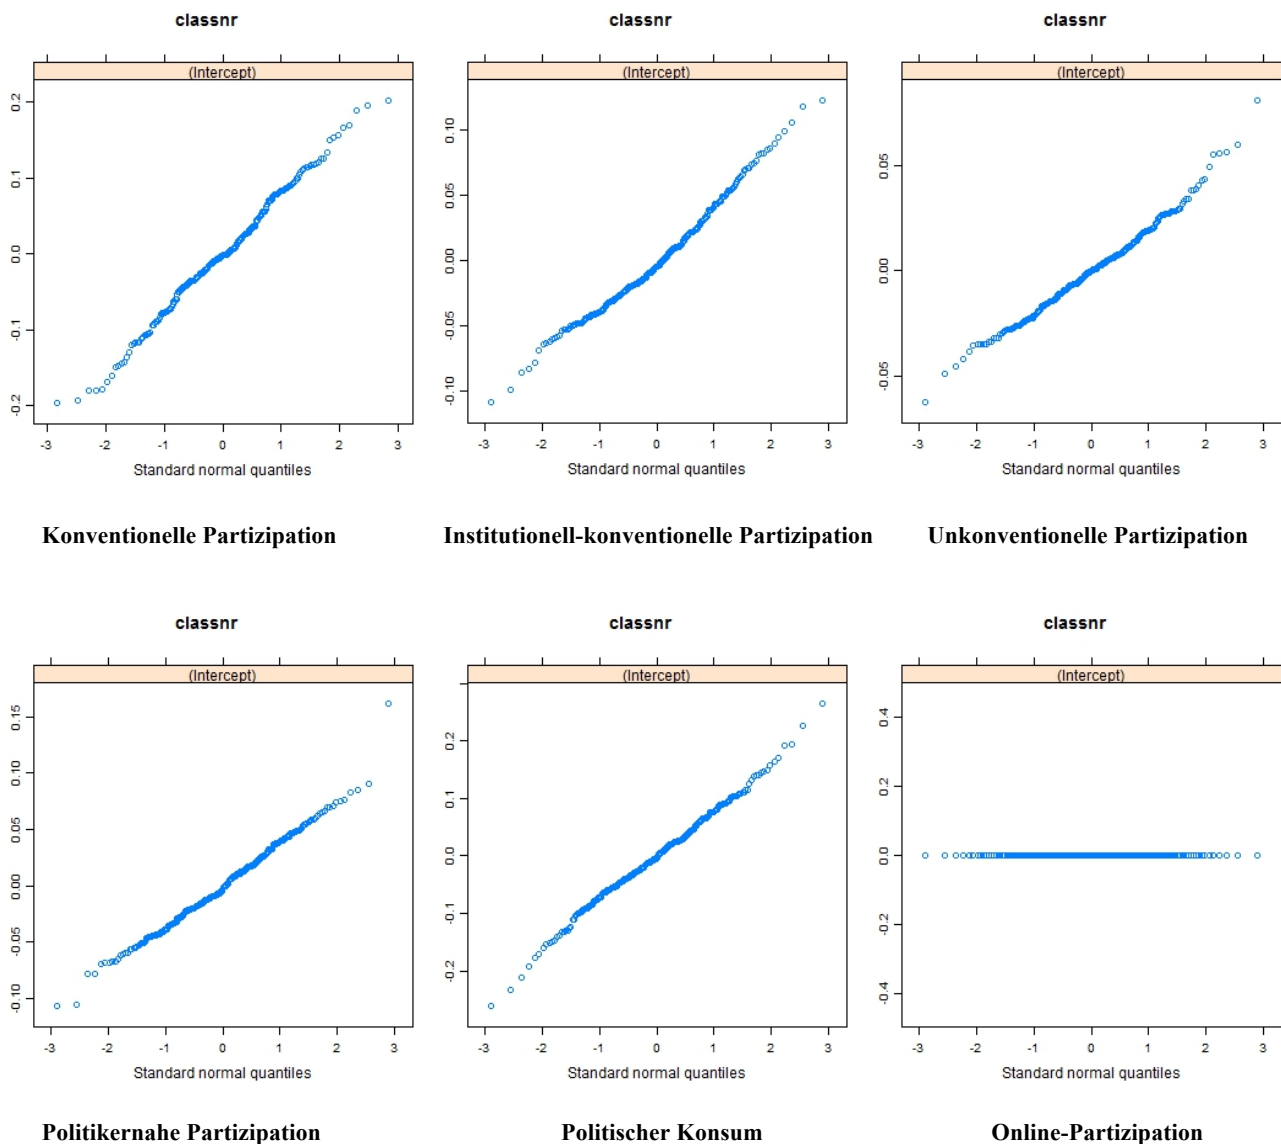 classnr
(Intercept)
0.2
0.1
0.0
-0.1
-0.2
-3 -2 -1 0 1 2 3
Standard normal quantiles
Konventionelle Partizipation
classnr
(Intercept)
0.10
0.05
0.00
-0.05
-0.10
-3 -2 -1 0 1 2 3
Standard normal quantiles
Institutionell-konventionelle Partizipation
classnr
(Intercept)
0.05
0.00
-0.05
-3 -2 -1 0 1 2 3
Standard normal quantiles
Unkonventionelle Partizipation
classnr
(Intercept)
0.15
0.10
0.05
0.00
-0.05
-0.10
-3 -2 -1 0 1 2 3
Standard normal quantiles
Politikernahe Partizipation
classnr
(Intercept)
0.2
0.1
0.0
-0.1
-0.2
-3 -2 -1 0 1 2 3
Standard normal quantiles
Politischer Konsum
classnr
(Intercept)
0.4
0.2
0.0
-0.2
-0.4
-3 -2 -1 0 1 2 3
Standard normal quantiles
Online-Partizipation